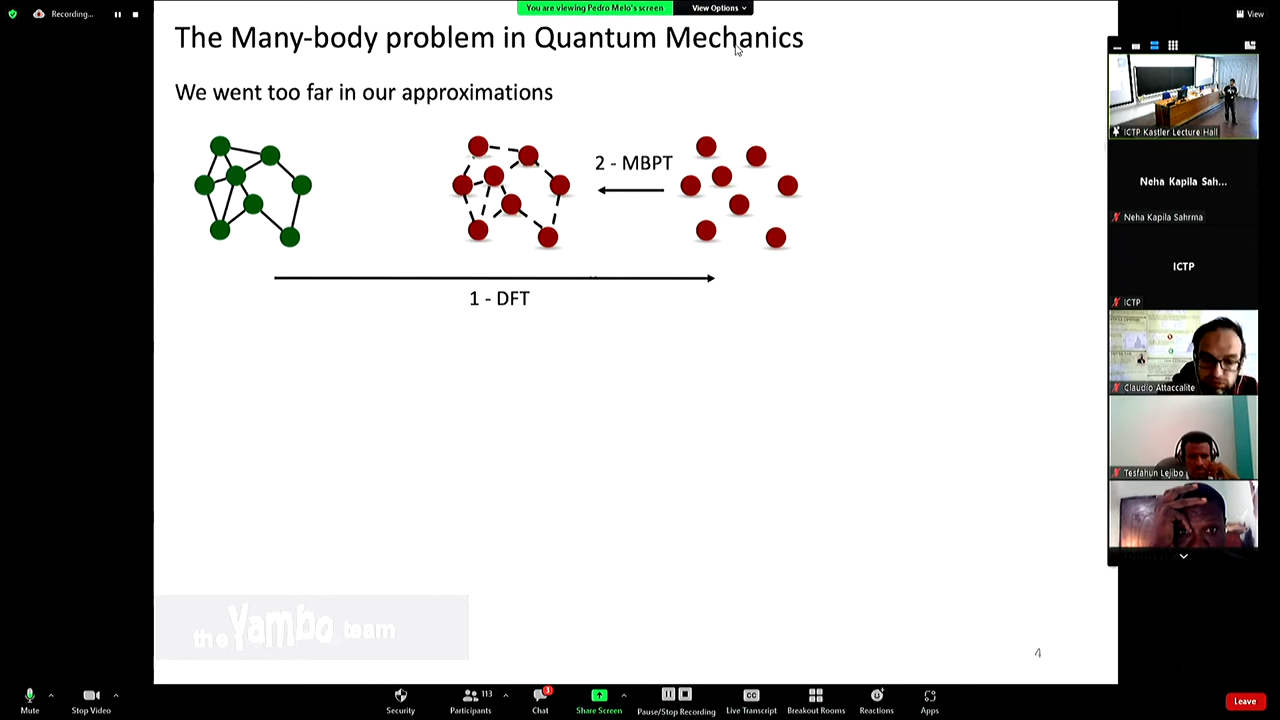 Recording...
You are viewing Pedro Melo's screen
View Options
View
The Many-body problem in Quantum Mechanics
We went too far in our approximations
2 - MBPT
1 - DFT
the Yambo team
4
ICTP Kastler Lecture Hall
Neha Kapila Sah...
Neha Kapila Sahrma
ICTP
ICTP
Claudio Attaccalite
Tesfahun Lejibo
Mute
Stop Video
Security
Participants
113
Chat
3
Share Screen
Pause/Stop Recording
CC
Live Transcript
Breakout Rooms
Reactions
Apps
Leave